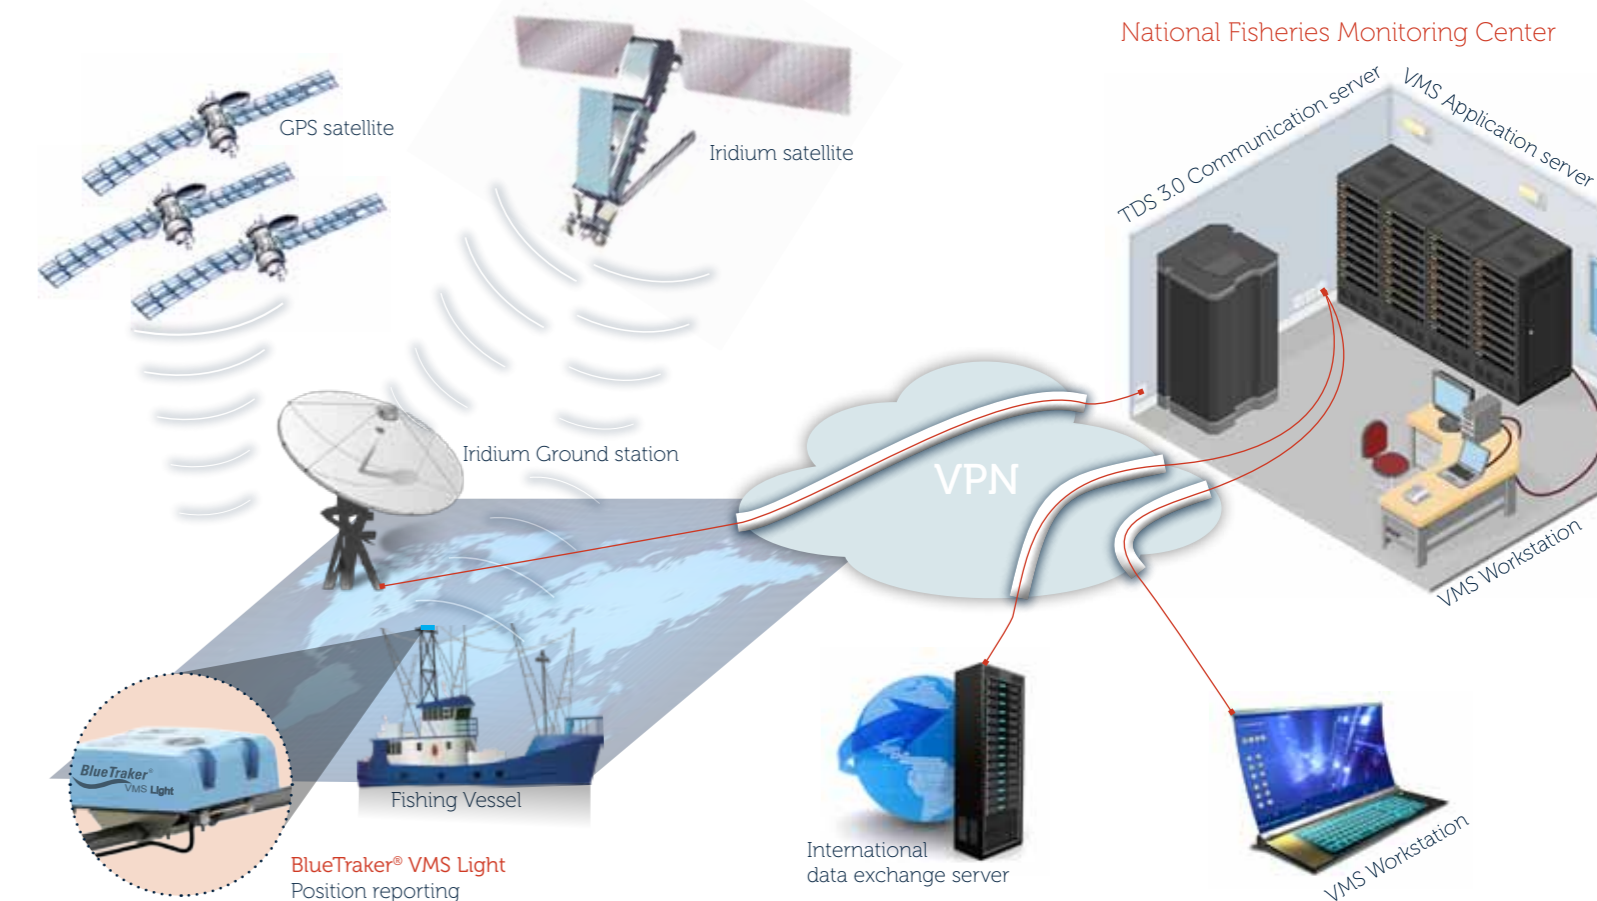 National Fisheries Monitoring Center
GPS satellite
Iridium satellite
TDS 3.0 Communication server
VMS Application server
Iridium Ground station
VPN
VMS Workstation
BlueTraker®
VMS Light
Fishing Vessel
BlueTraker® VMS Light
Position reporting
International
data exchange server
VMS Workstation